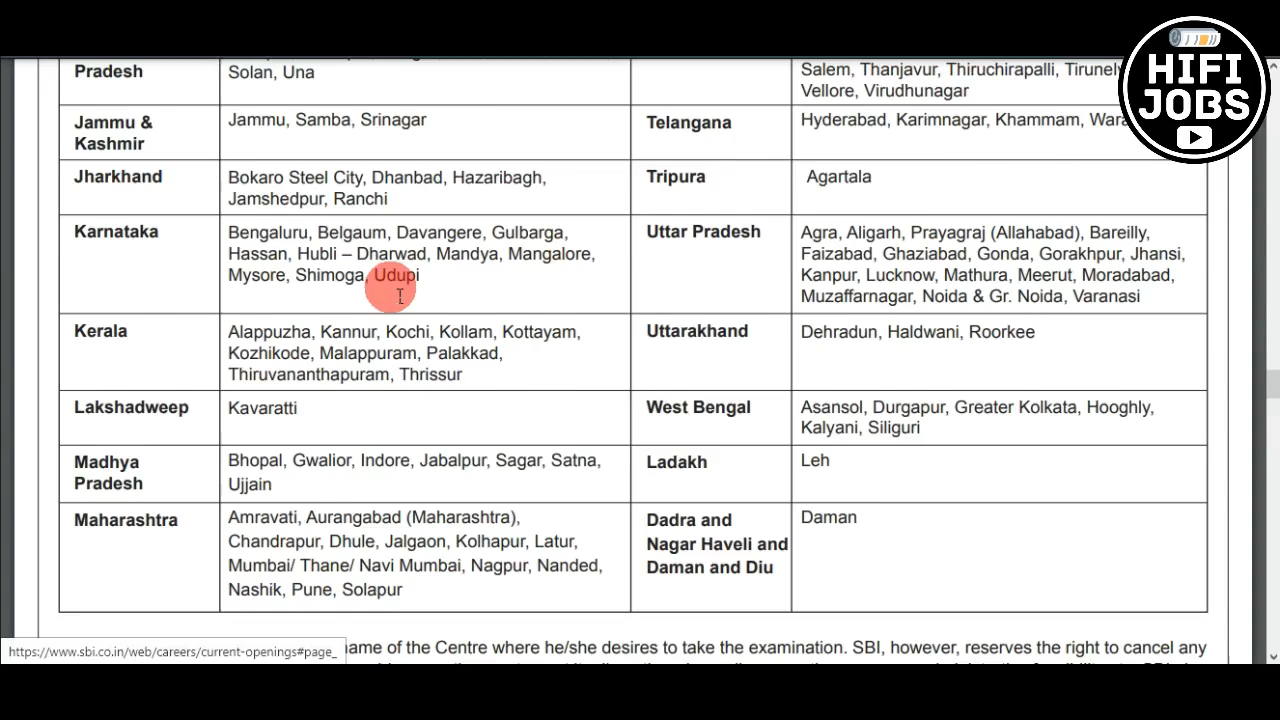 HIFI
JOBS
Pradesh
Solan, Una
Salem, Thanjavur, Thiruchirapalli,
Vellore, Virudhunagar
Jammu &
Kashmir
Jammu, Samba, Srinagar
Telangana
Hyderabad, Karimnagar, Khammam,
Jharkhand
Bokaro Steel City, Dhanbad, Hazaribagh,
Jamshedpur, Ranchi
Tripura
Agartala
Karnataka
Bengaluru, Belgaum, Davangere, Gulbarga,
Hassan, Hubli – Dharwad, Mandya, Mangalore,
Mysore, Shimoga, Udupi
Uttar Pradesh
Agra, Aligarh, Prayagraj (Allahabad), Bareilly,
Faizabad, Ghaziabad, Gonda, Gorakhpur, Jhansi,
Kanpur, Lucknow, Mathura, Meerut, Moradabad,
Muzaffarnagar, Noida & Gr. Noida, Varanasi
Kerala
Alappuzha, Kannur, Kochi, Kollam, Kottayam,
Kozhikode, Malappuram, Palakkad,
Thiruvananthapuram, Thrissur
Uttarakhand
Dehradun, Haldwani, Roorkee
Lakshadweep
Kavaratti
West Bengal
Asansol, Durgapur, Greater Kolkata, Hooghly,
Kalyani, Siliguri
Madhya
Pradesh
Bhopal, Gwalior, Indore, Jabalpur, Sagar, Satna,
Ujjain
Ladakh
Leh
Maharashtra
Amravati, Aurangabad (Maharashtra),
Chandrapur, Dhule, Jalgaon, Kolhapur, Latur,
Mumbai/ Thane/ Navi Mumbai, Nagpur, Nanded,
Nashik, Pune, Solapur
Dadra and
Nagar Haveli and
Daman and Diu
Daman
name of the Centre where he/she desires to take the examination. SBI, however, reserves the right to cancel any
https://www.sbi.co.in/web/careers/current-openings#page_